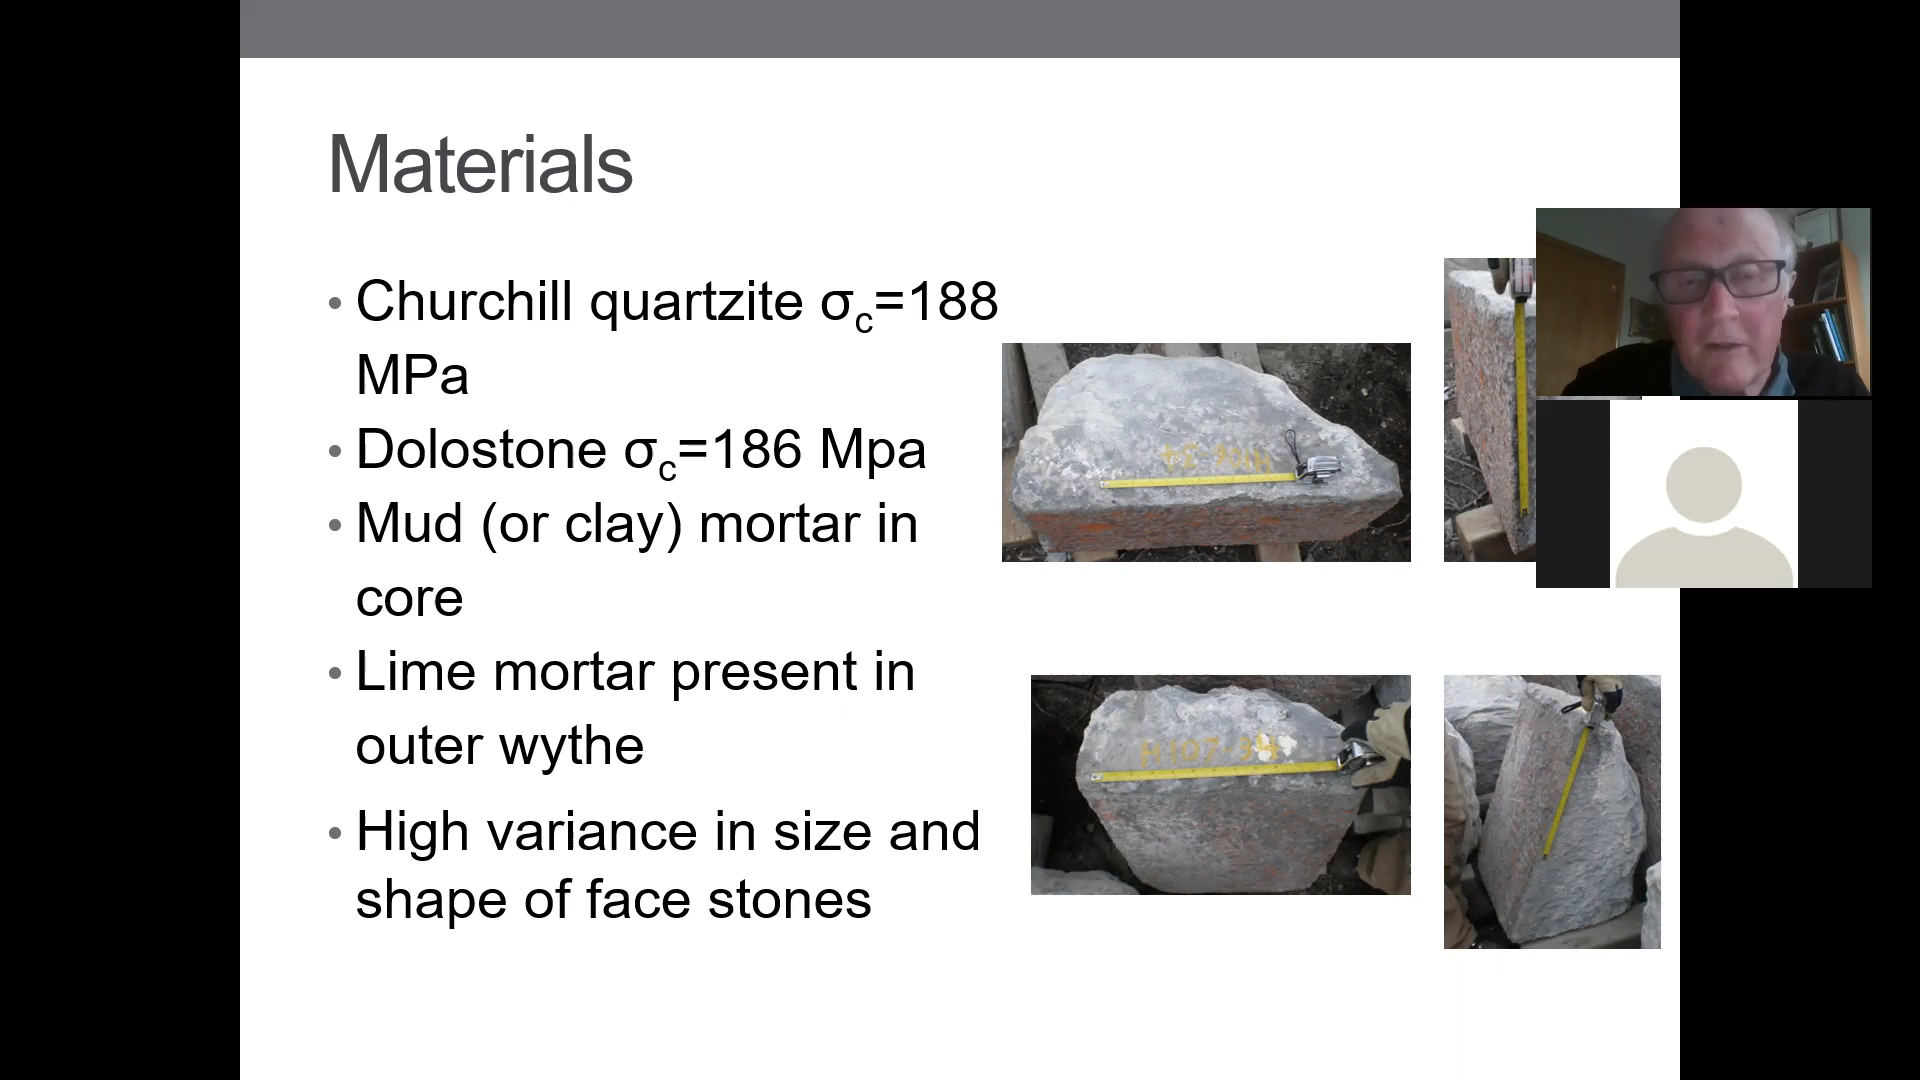 Materials
• Churchill quartzite σc=188
MPa
• Dolostone σc=186 Mpa
• Mud (or clay) mortar in
core
• Lime mortar present in
outer wythe
• High variance in size and
shape of face stones
H106-34
H107-34